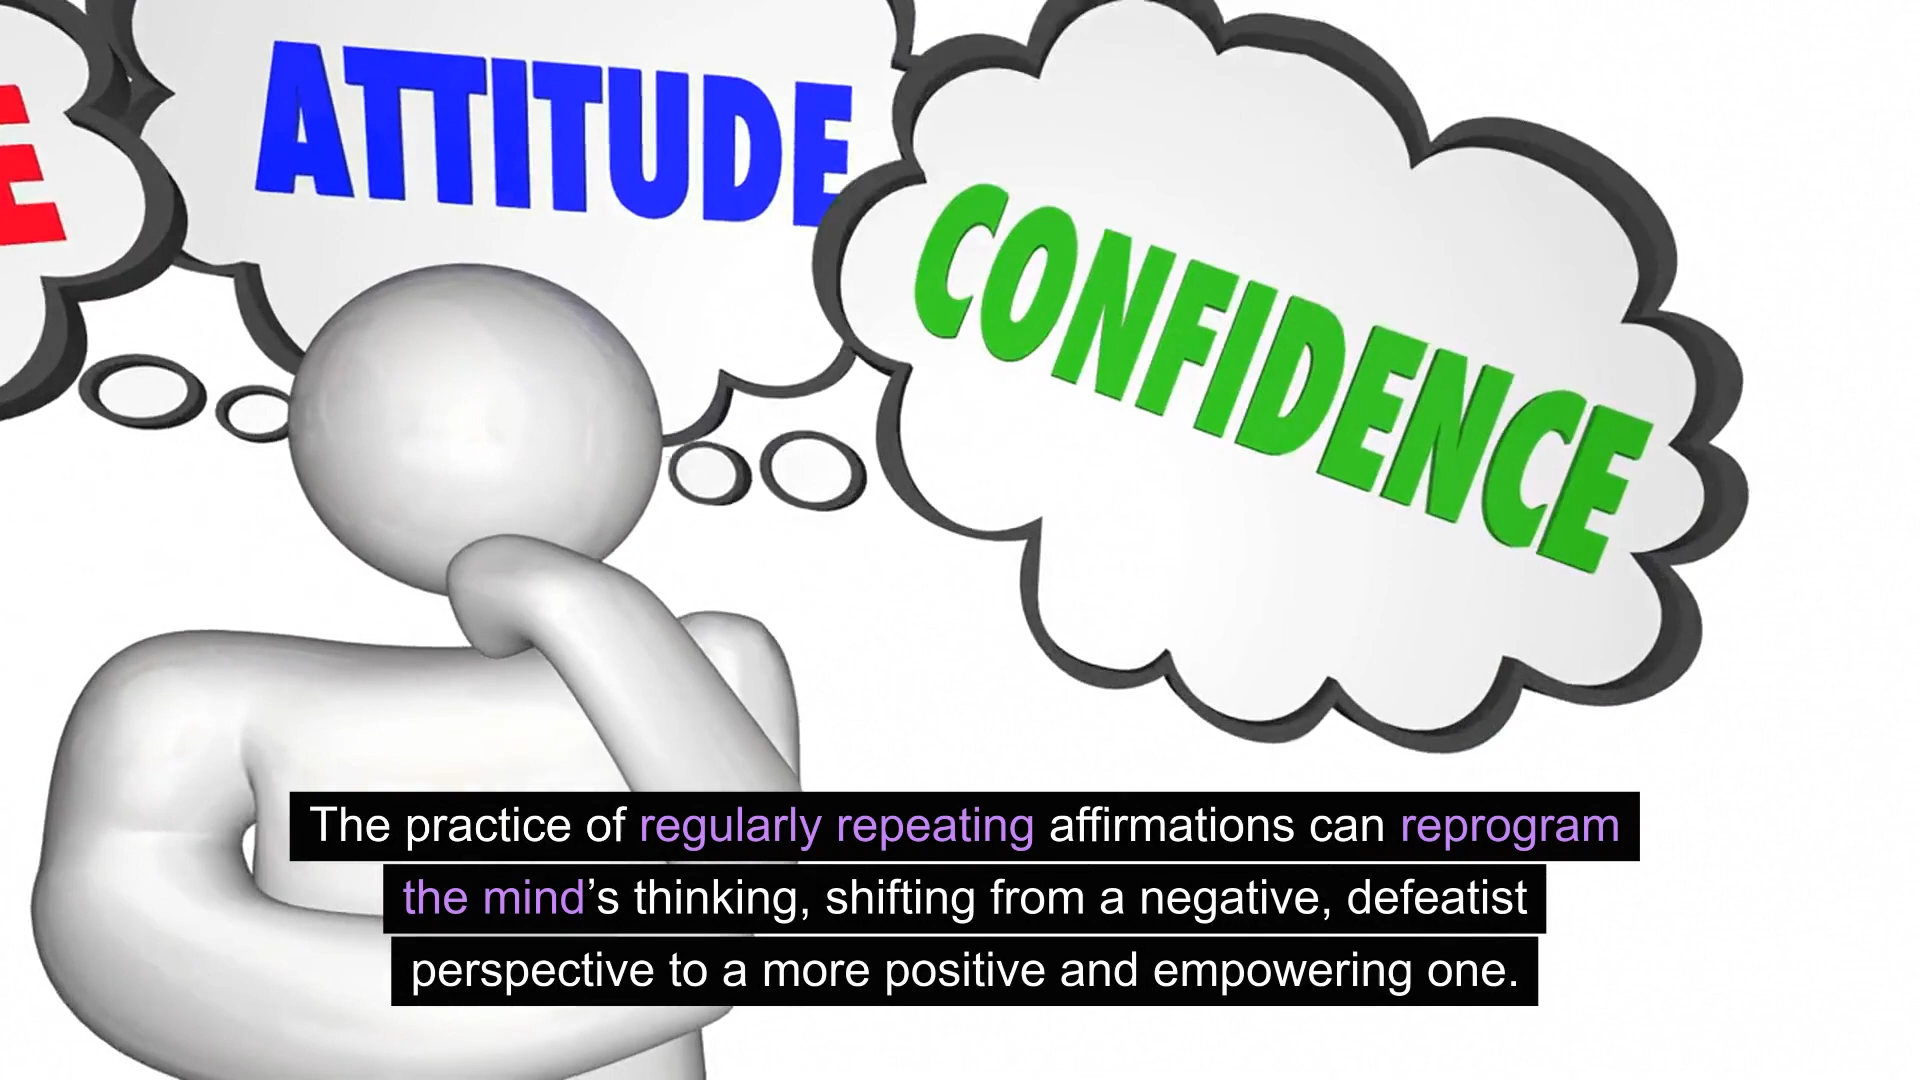 E
ATTITUDE
CONFIDENCE
The practice of regularly repeating affirmations can reprogram
the mind’s thinking, shifting from a negative, defeatist
perspective to a more positive and empowering one.